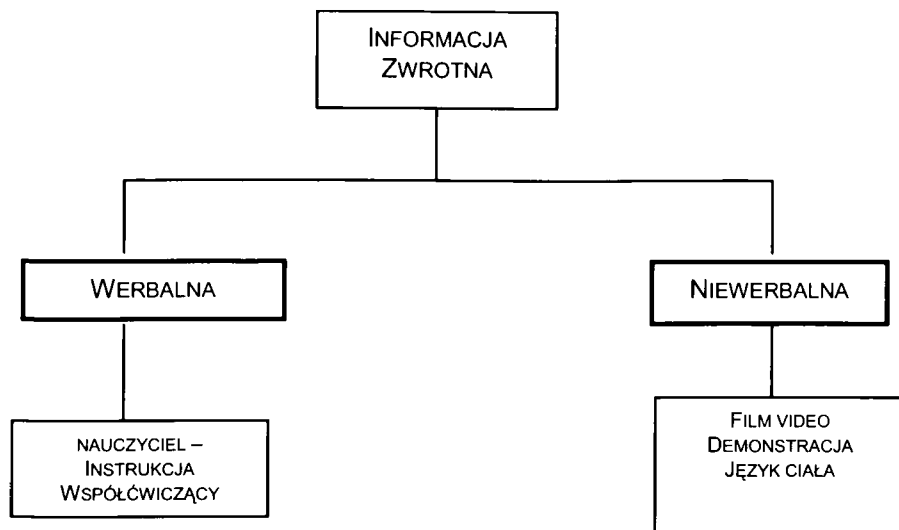 INFORMACJA
ZWROTNA
WERBALNA
NIEWERBALNA
NAUCZYCIEL –
INSTRUKCJA
WSPÓŁĆWICZĄCY
FILM VIDEO
DEMONSTRACJA
JĘZYK CIAŁA